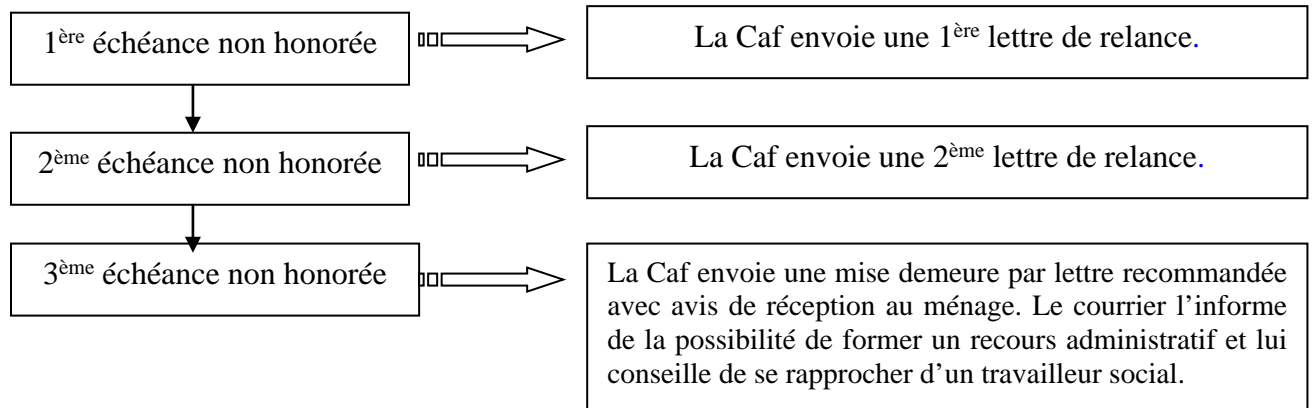 1ère échéance non honorée
La Caf envoie une 1ère lettre de relance.
2ème échéance non honorée
La Caf envoie une 2ème lettre de relance.
3ème échéance non honorée
La Caf envoie une mise demeure par lettre recommandée
avec avis de réception au ménage. Le courrier l’informe
de la possibilité de former un recours administratif et lui
conseille de se rapprocher d’un travailleur social.